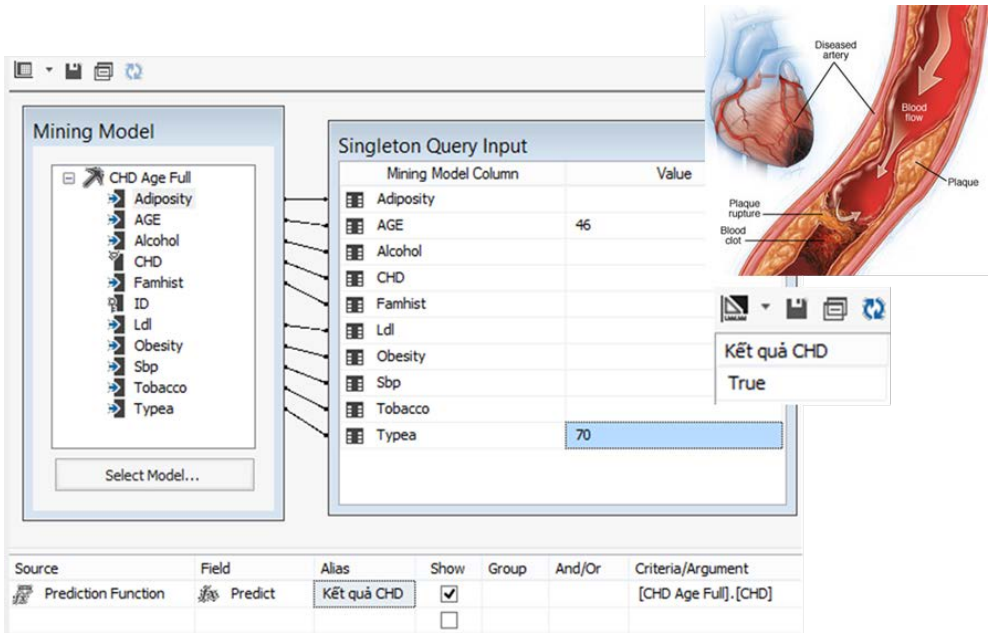 Mining Model
CHD Age Full
Adiposity
AGE
Alcohol
CHD
Famhist
ID
Ldl
Obesity
Sbp
Tobacco
Typea
Select Model...
Singleton Query Input
Mining Model Column Value
Adiposity
AGE 46
Alcohol
CHD
Famhist
Ldl
Obesity
Sbp
Tobacco
Typea 70
Diseased
artery
Blood
flow
Plaque
Plaque
rupture
Blood
clot
Kết quả CHD
True
Source Field Alias Show Group And/Or Criteria/Argument
Prediction Function Predict Kết quả CHD [CHD Age Full].[CHD]